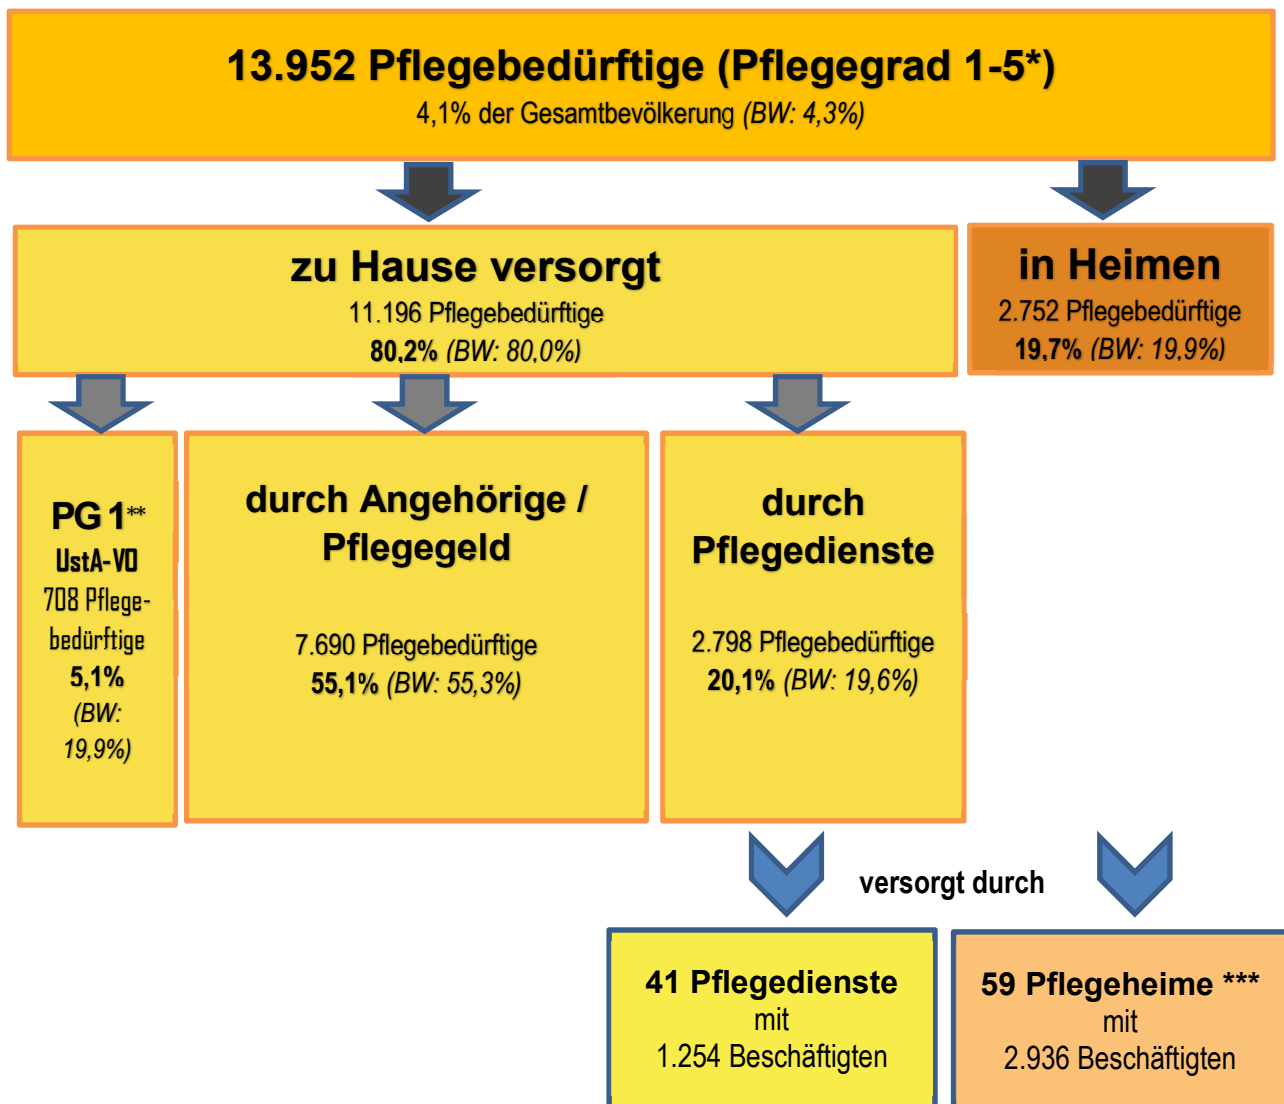 13.952 Pflegebedürftige (Pflegegrad 1-5*)
4,1% der Gesamtbevölkerung (BW: 4,3%)
zu Hause versorgt
11.196 Pflegebedürftige
80,2% (BW: 80,0%)
in Heimen
2.752 Pflegebedürftige
19,7% (BW: 19,9%)
PG 1**
UstA-VO
708 Pflege-
bedürftige
5,1%
(BW:
19,9%)
durch Angehörige /
Pflegegeld
7.690 Pflegebedürftige
55,1% (BW: 55,3%)
durch
Pflegedienste
2.798 Pflegebedürftige
20,1% (BW: 19,6%)
versorgt durch
41 Pflegedienste
mit
1.254 Beschäftigten
59 Pflegeheime ***
mit
2.936 Beschäftigten